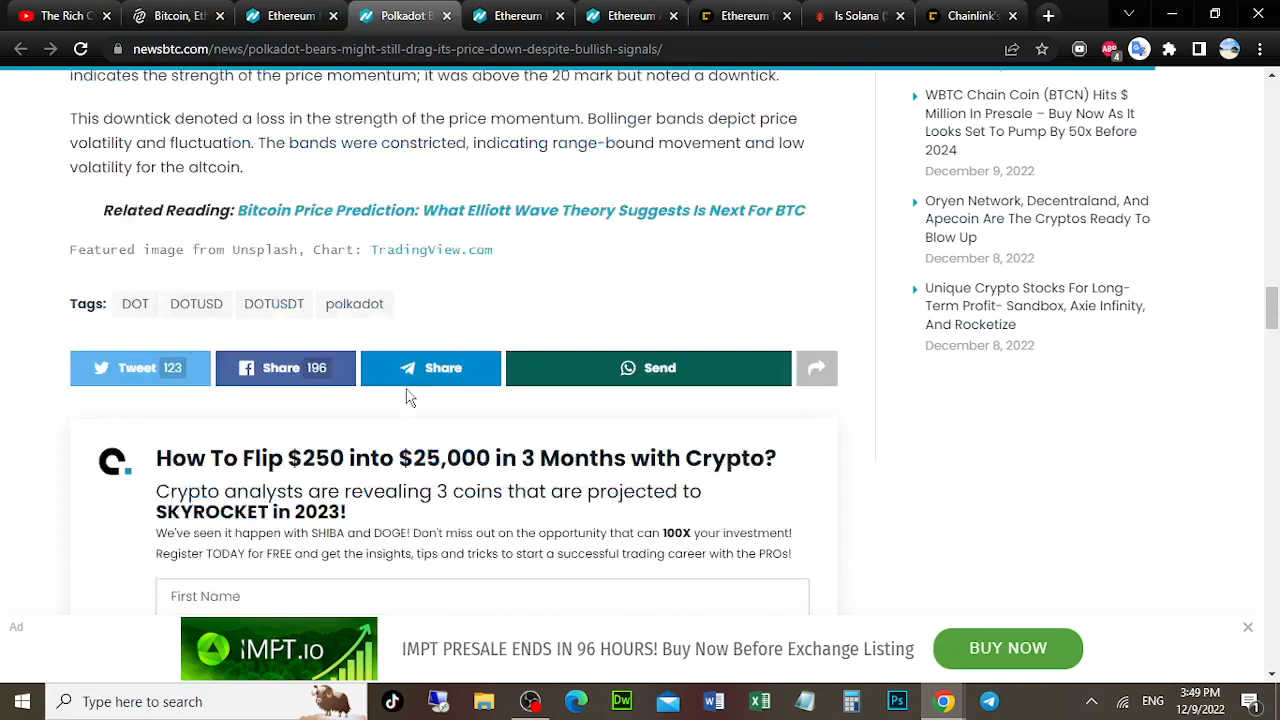 The Rich C
Bitcoin, Et
Ethereum
Polkadot B
Ethereum
Ethereum
Ethereum
Is Solana (
Chainlink's
newsbtc.com/news/polkadot-bears-might-still-drag-its-price-down-despite-bullish-signals/
4
indicates the strength of the price momentum; it was above the 20 mark but noted a downtick.
This downtick denoted a loss in the strength of the price momentum. Bollinger bands depict price
volatility and fluctuation. The bands were constricted, indicating range-bound movement and low
volatility for the altcoin.
Related Reading: Bitcoin Price Prediction: What Elliott Wave Theory Suggests Is Next For BTC
Featured image from Unsplash, Chart: TradingView.com
Tags: DOT DOTUSD DOTUSDT polkadot
Tweet 123
Share 196
Share
Send
How To Flip $250 into $25,000 in 3 Months with Crypto?
Crypto analysts are revealing 3 coins that are projected to
SKYROCKET in 2023!
We've seen it happen with SHIBA and DOGE! Don't miss out on the opportunity that can 100X your investment!
Register TODAY for FREE and get the insights, tips and tricks to start a successful trading career with the PROs!
First Name
WBTC Chain Coin (BTCN) Hits $
Million In Presale – Buy Now As It
Looks Set To Pump By 50x Before
2024
December 9, 2022
Oryen Network, Decentraland, And
Apecoin Are The Cryptos Ready To
Blow Up
December 8, 2022
Unique Crypto Stocks For Long-
Term Profit- Sandbox, Axie Infinity,
And Rocketize
December 8, 2022
Ad
IMPT.io
IMPT PRESALE ENDS IN 96 HOURS! Buy Now Before Exchange Listing
BUY NOW
Type here to search
Dw
Ps
ENG
3:49 PM
12/9/2022
1